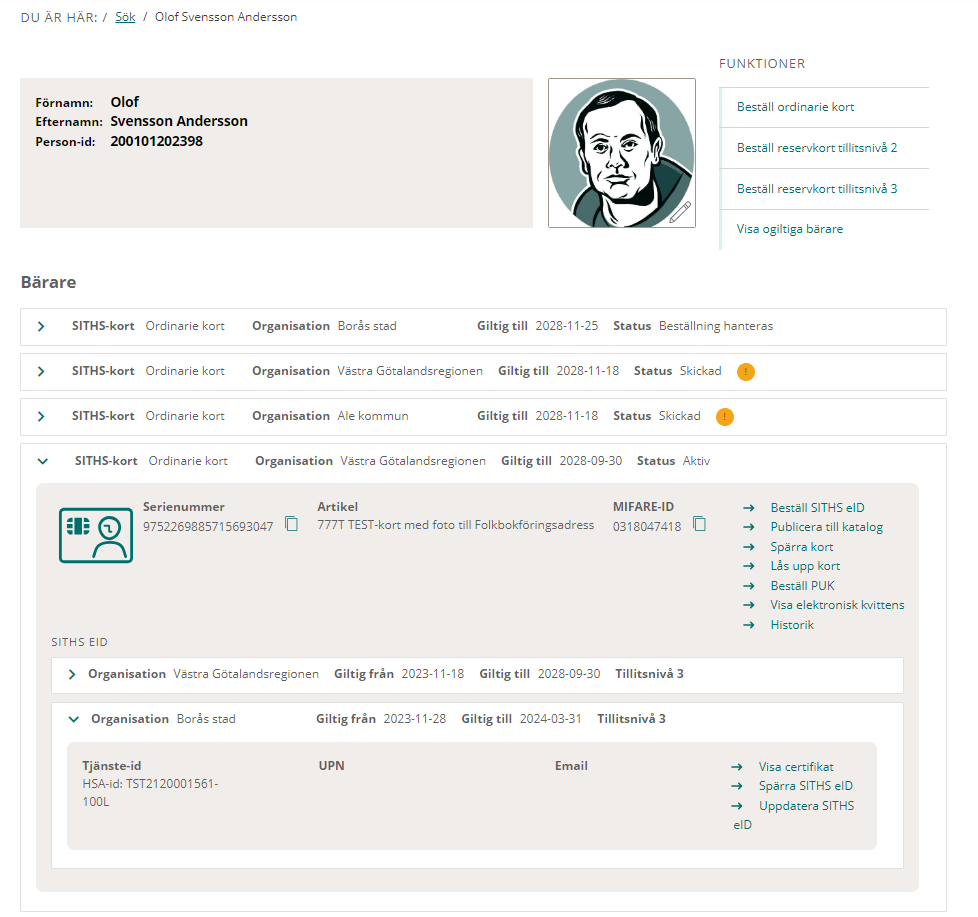 DU ÄR HÄR: / Sök / Olof Svensson Andersson
FUNKTIONER
Förnamn: Olof
Efternamn: Svensson Andersson
Person-id: 200101202398
Beställ ordinarie kort
Beställ reservkort tillitsnivå 2
Beställ reservkort tillitsnivå 3
Visa ogiltiga bärare
Bärare
SITHS-kort Ordinarie kort Organisation Borås stad Giltig till 2028-11-25 Status Beställning hanteras
SITHS-kort Ordinarie kort Organisation Västra Götalandsregionen Giltig till 2028-11-18 Status Skickad !
SITHS-kort Ordinarie kort Organisation Ale kommun Giltig till 2028-11-18 Status Skickad !
SITHS-kort Ordinarie kort Organisation Västra Götalandsregionen Giltig till 2028-09-30 Status Aktiv
Serienummer
9752269885715693047
Artikel
777T TEST-kort med foto till Folkbokföringsadress
MIFARE-ID
0318047418
→ Beställ SITHS eID
→ Publicera till katalog
→ Spärra kort
→ Lås upp kort
→ Beställ PUK
→ Visa elektronisk kvittens
→ Historik
SITHS EID
Organisation Västra Götalandsregionen Giltig från 2023-11-18 Giltig till 2028-09-30 Tillitsnivå 3
Organisation Borås stad Giltig från 2023-11-28 Giltig till 2024-03-31 Tillitsnivå 3
Tjänste-id
HSA-id: TST2120001561-
100L
UPN
Email
→ Visa certifikat
→ Spärra SITHS eID
→ Uppdatera SITHS
eID